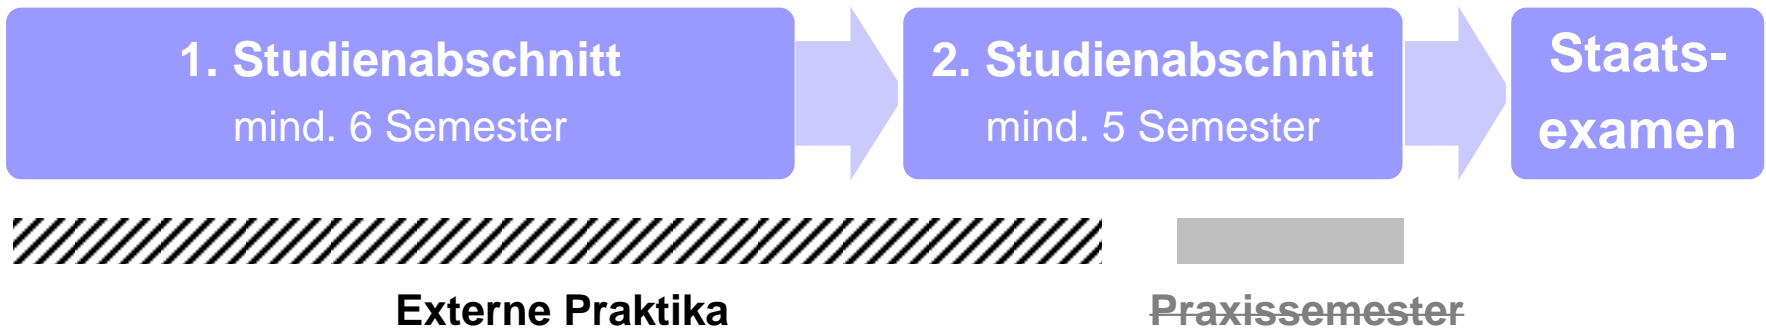 1. Studienabschnitt
mind. 6 Semester
2. Studienabschnitt
mind. 5 Semester
Staats-
examen
Externe Praktika
Praxissemester